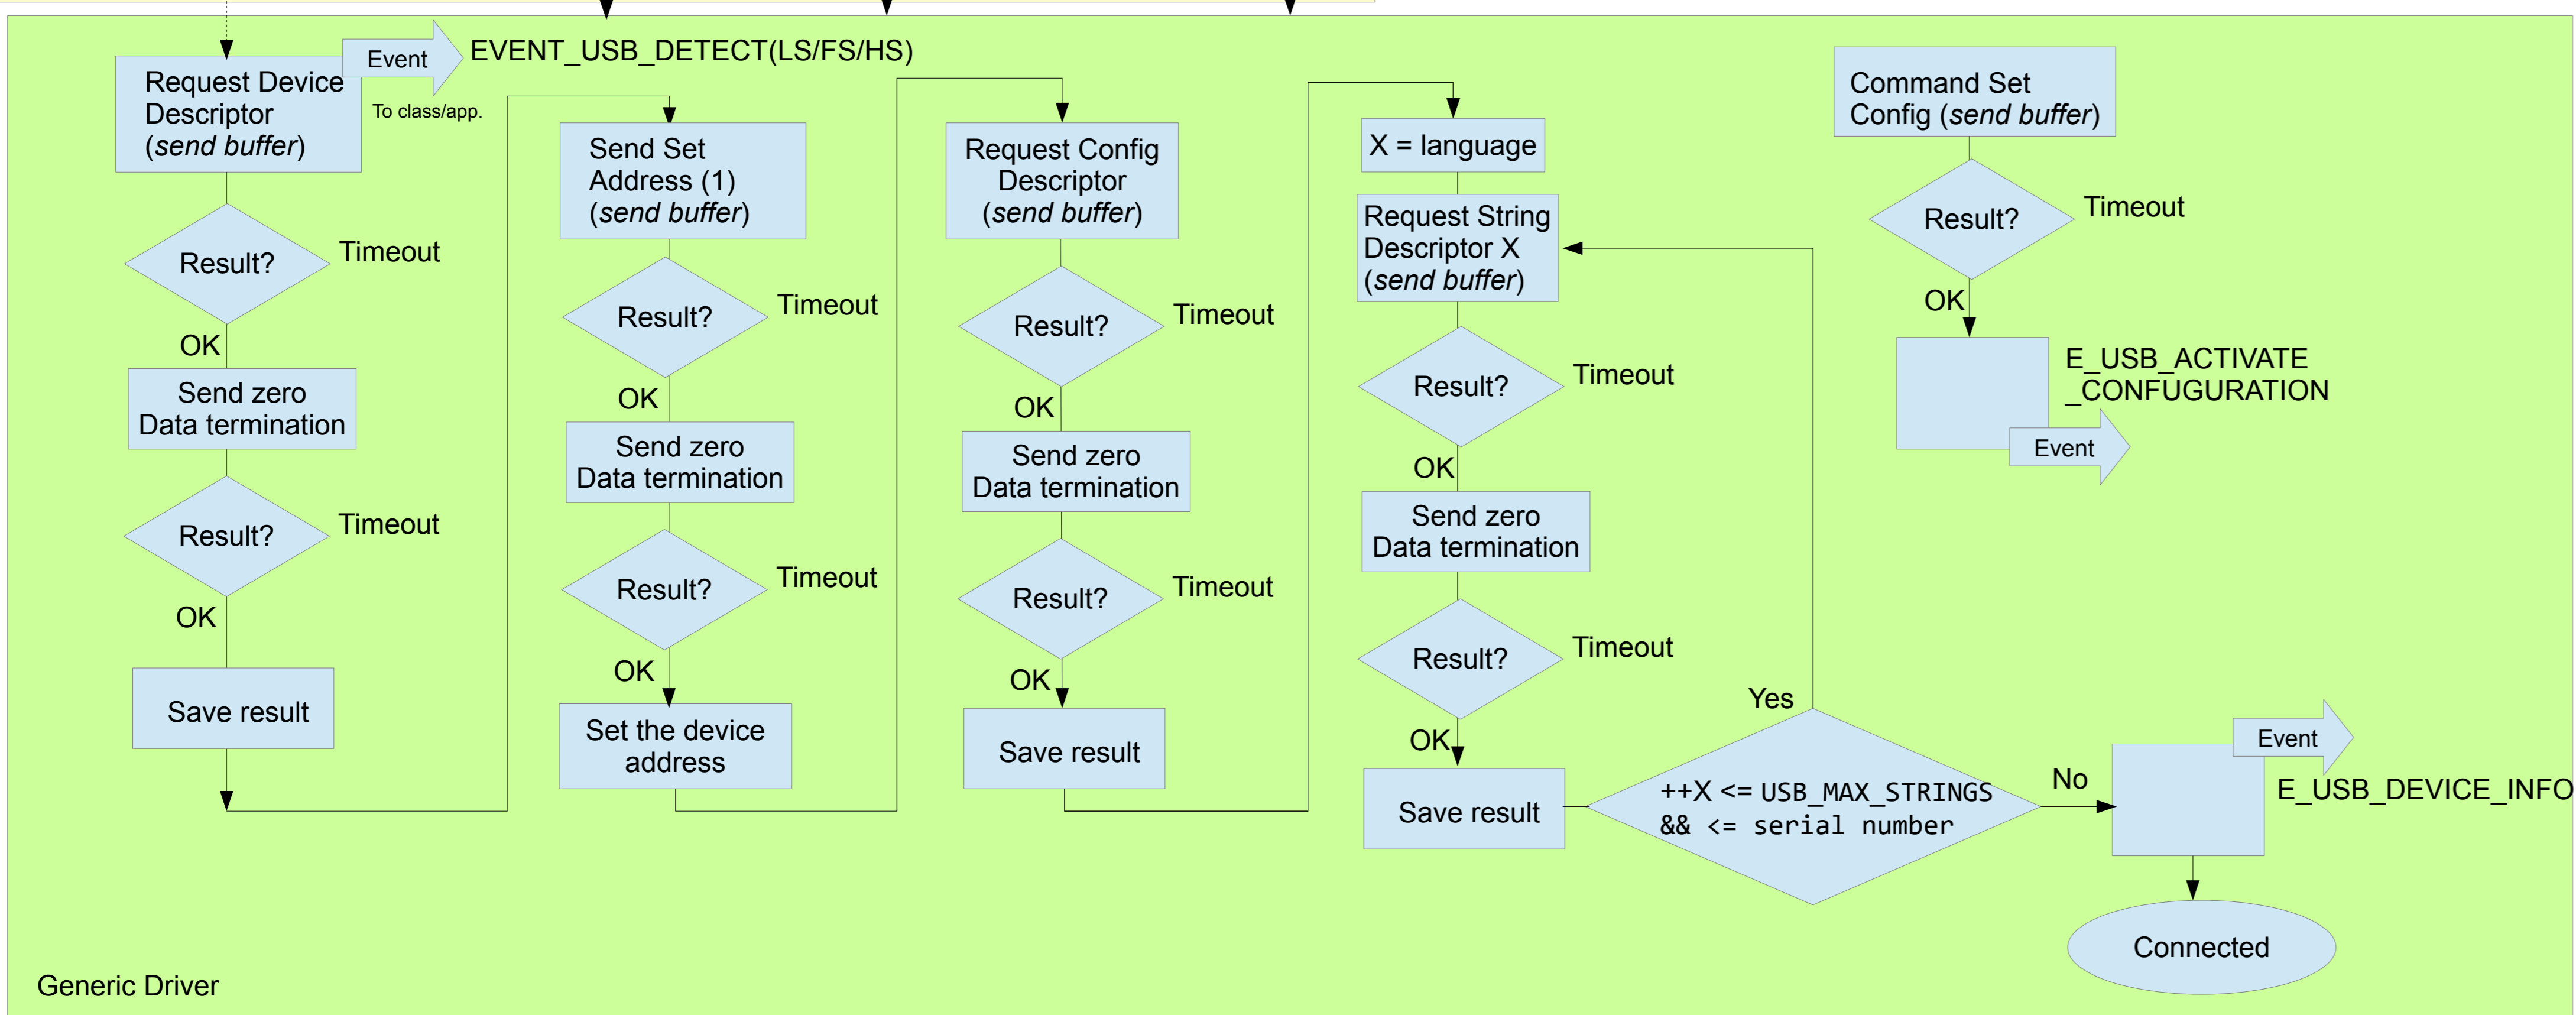 Request Device
Descriptor
(send buffer)
Event
EVENT_USB_DETECT(LS/FS/HS)
To class/app.
Result?
Timeout
OK
Send zero
Data termination
Result?
Timeout
OK
Save result
Send Set
Address (1)
(send buffer)
Result?
Timeout
OK
Send zero
Data termination
Result?
Timeout
OK
Set the device
address
Request Config
Descriptor
(send buffer)
Result?
Timeout
OK
Send zero
Data termination
Result?
Timeout
OK
Save result
X = language
Request String
Descriptor X
(send buffer)
Result?
Timeout
OK
Send zero
Data termination
Result?
Timeout
OK
Save result
Yes
++X <= USB_MAX_STRINGS
&& <= serial number
No
Event
E_USB_DEVICE_INFO
Connected
Command Set
Config (send buffer)
Result?
Timeout
OK
E_USB_ACTIVATE
_CONFUGURATION
Event
Generic Driver